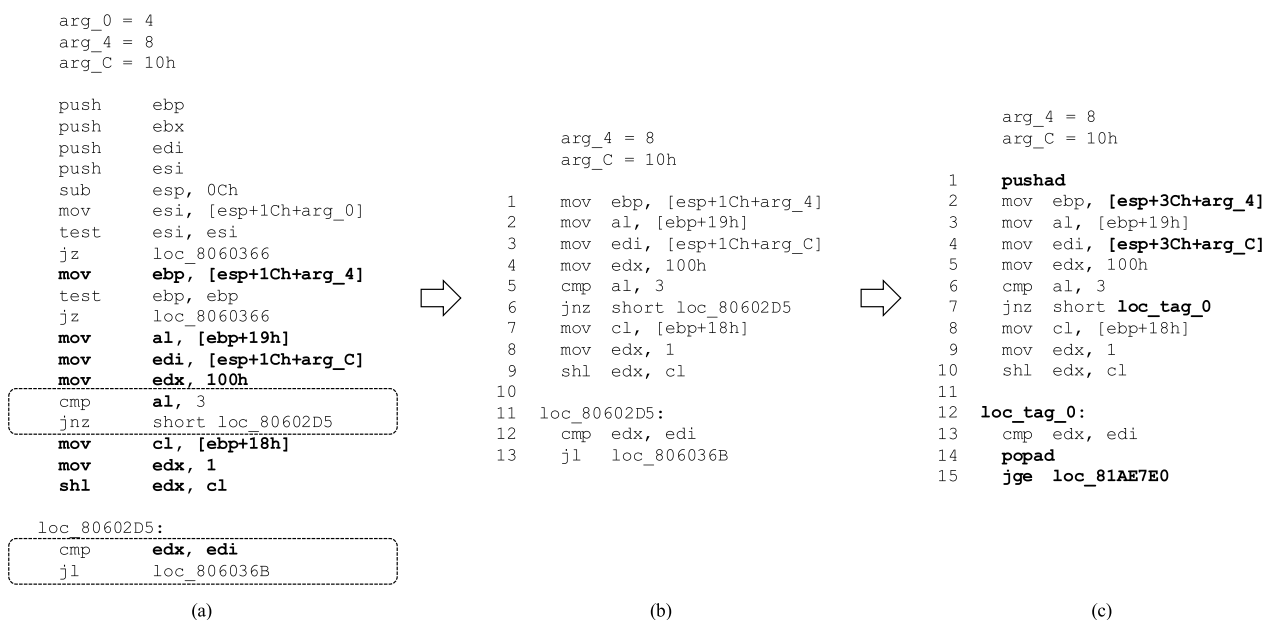 arg_0 = 4
arg_4 = 8
arg_C = 10h
push ebp
push ebx
push edi
push esi
sub esp, 0Ch
mov esi, [esp+1Ch+arg_0]
test esi, esi
jz loc_8060366
mov ebp, [esp+1Ch+arg_4]
test ebp, ebp
jz loc_8060366
mov al, [ebp+19h]
mov edi, [esp+1Ch+arg_C]
mov edx, 100h
cmp al, 3
jnz short loc_80602D5
mov cl, [ebp+18h]
mov edx, 1
shl edx, cl
loc_80602D5:
cmp edx, edi
jl loc_806036B
(a)
arg_4 = 8
arg_C = 10h
1 mov ebp, [esp+1Ch+arg_4]
2 mov al, [ebp+19h]
3 mov edi, [esp+1Ch+arg_C]
4 mov edx, 100h
5 cmp al, 3
6 jnz short loc_80602D5
7 mov cl, [ebp+18h]
8 mov edx, 1
9 shl edx, cl
10
11 loc_80602D5:
12 cmp edx, edi
13 jl loc_806036B
(b)
arg_4 = 8
arg_C = 10h
1 pushad
2 mov ebp, [esp+3Ch+arg_4]
3 mov al, [ebp+19h]
4 mov edi, [esp+3Ch+arg_C]
5 mov edx, 100h
6 cmp al, 3
7 jnz short loc_tag_0
8 mov cl, [ebp+18h]
9 mov edx, 1
10 shl edx, cl
11
12 loc_tag_0:
13 cmp edx, edi
14 popad
15 jge loc_81AE7E0
(c)